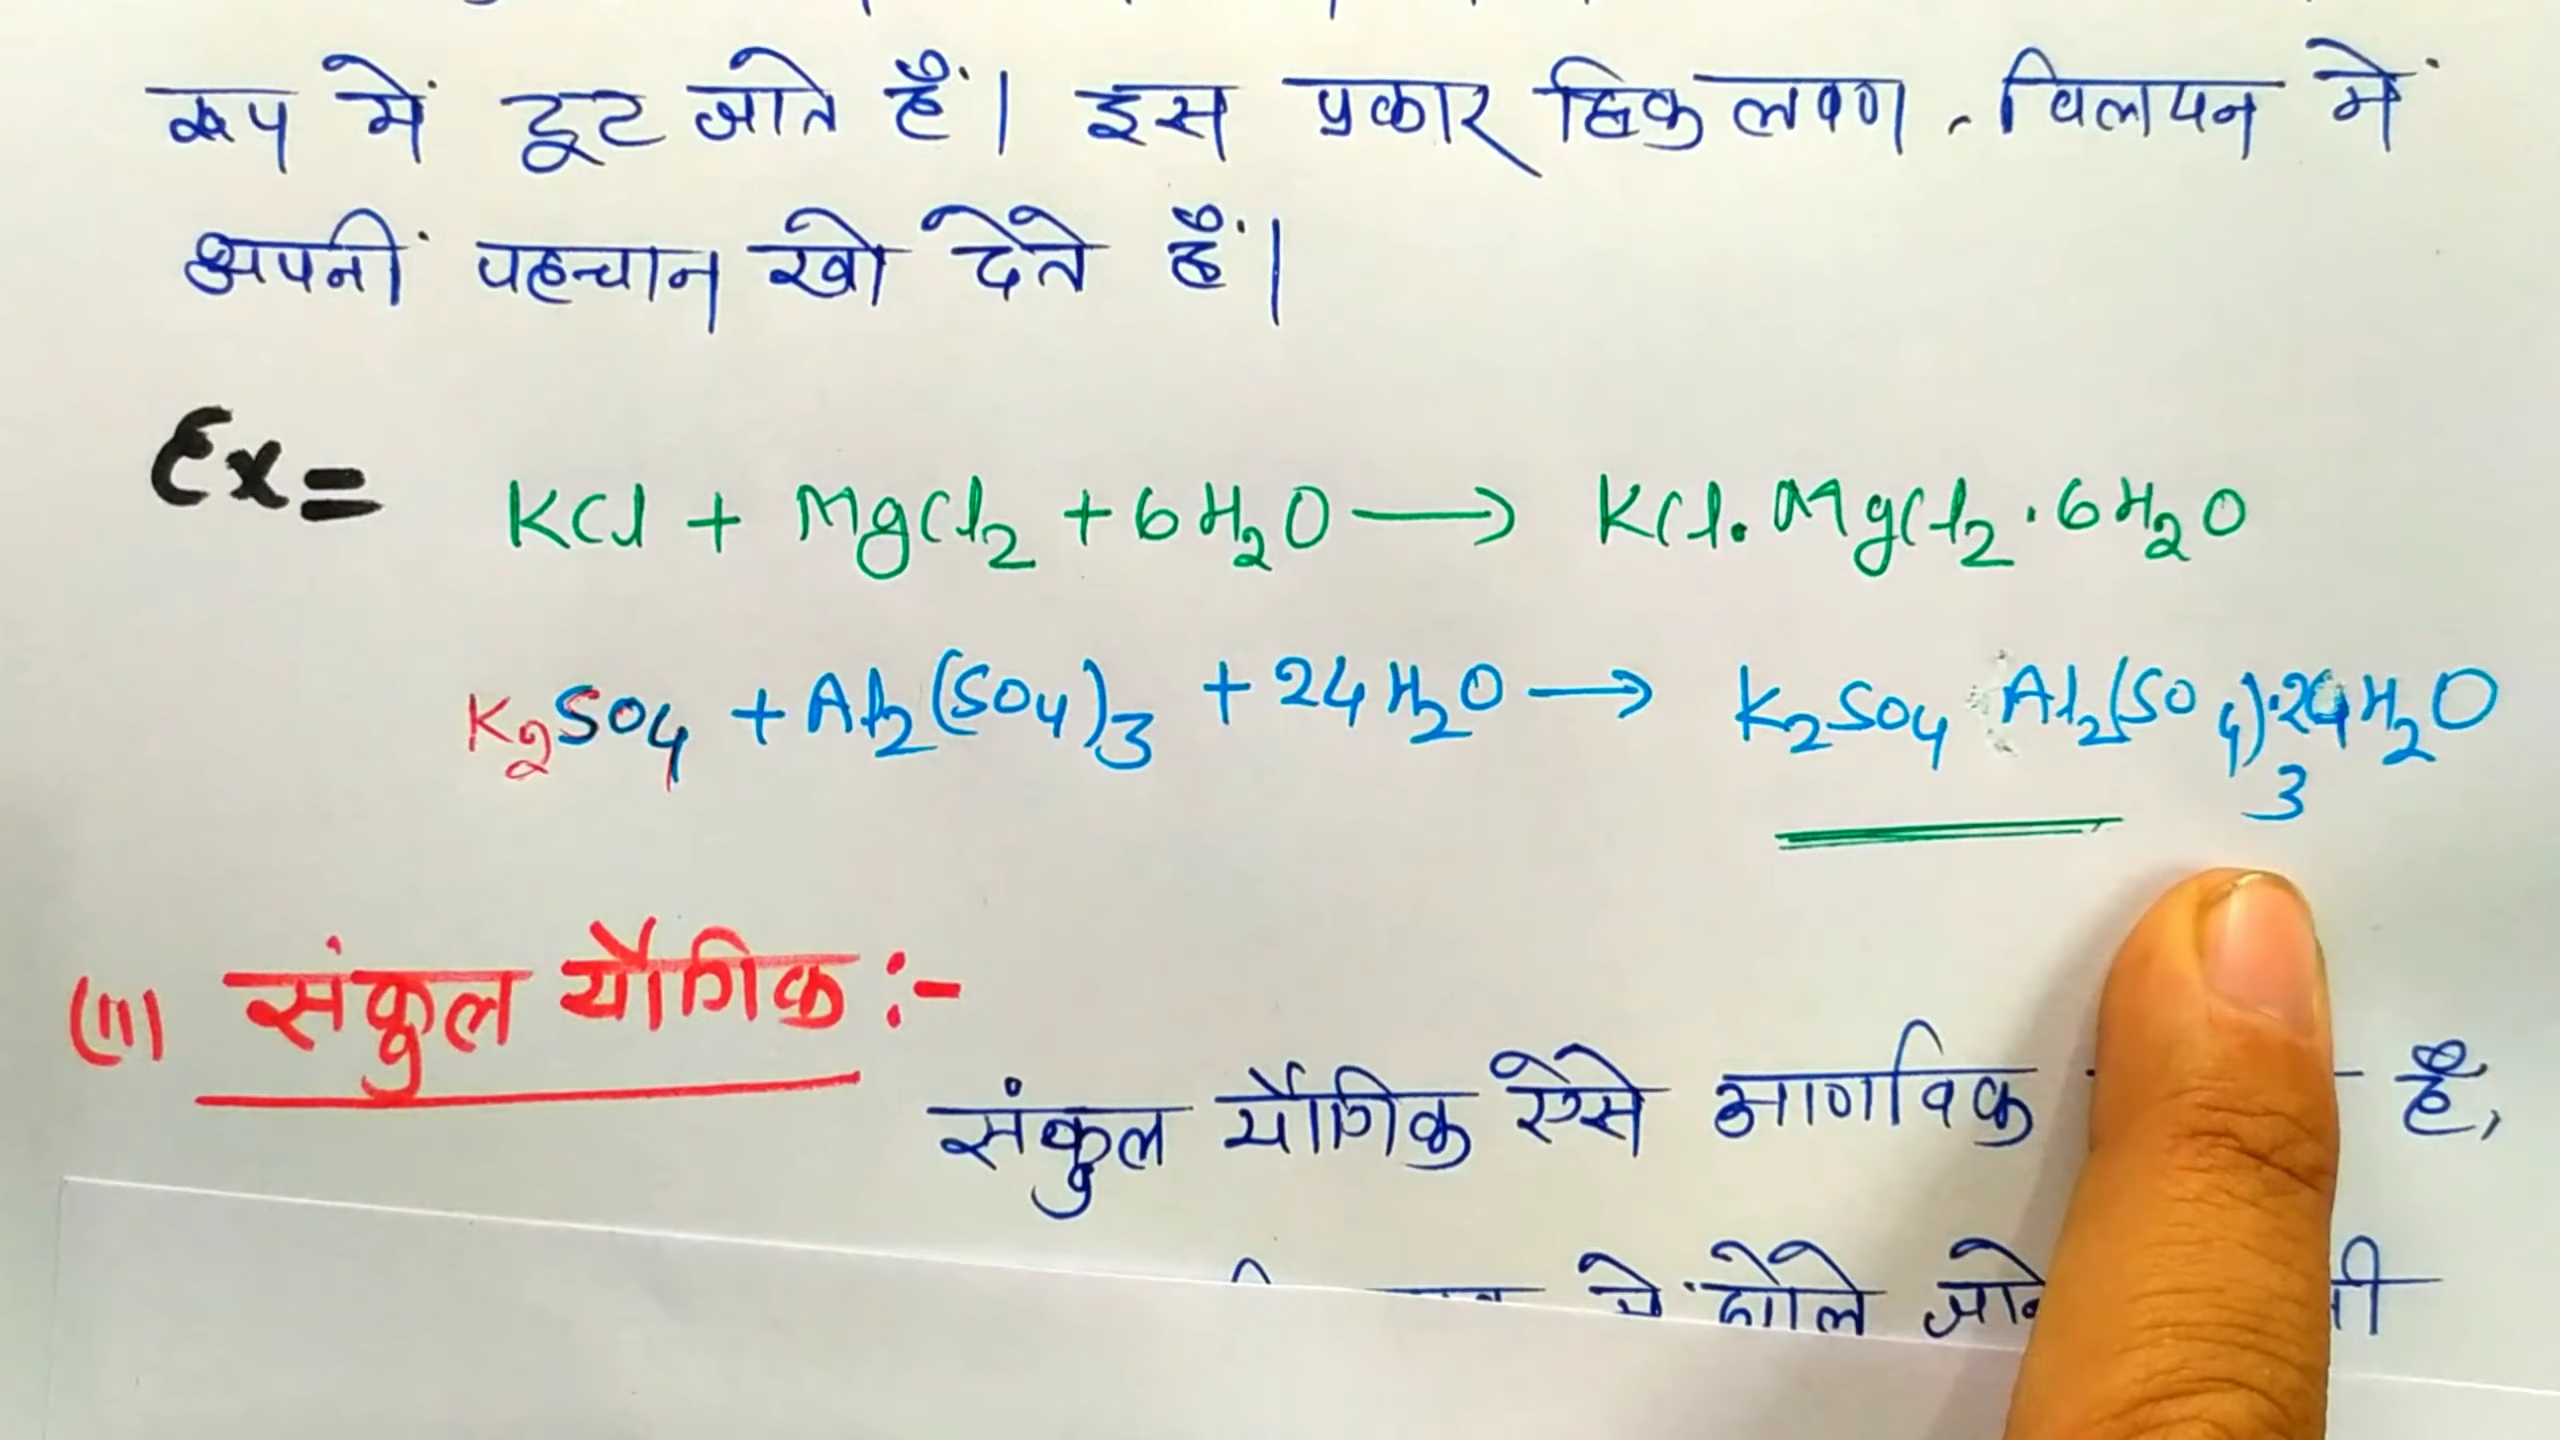 रूप में टूट जाते हैं। इस प्रकार द्विक लवण, विलयन में
अपनीं पहचान खो देते हैं।
Ex= KCl + MgCl₂ + 6H₂O ⟶ KCl. MgCl₂ . 6H₂O
K₂SO₄ + Al₂(SO₄)₃ + 24H₂O ⟶ K₂SO₄ Al₂(SO₄)₃.24H₂O
(II) संकुल यौगिक :-
संकुल यौगिक ऐसे आणविक हैं,